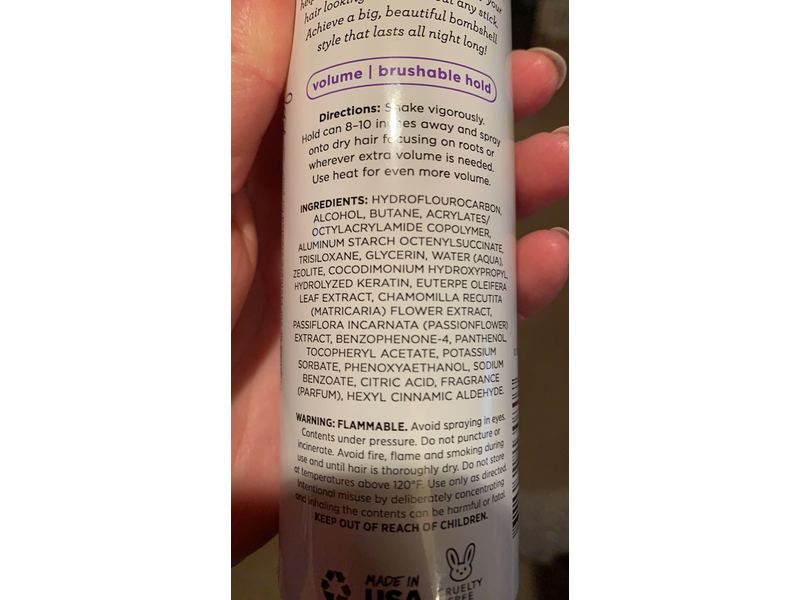 hair looking
out any stick.
Achieve a big, beautiful bombshell
style that lasts all night long!
volume | brushable hold
Directions: Shake vigorously.
Hold can 8–10 inches away and spray
onto dry hair focusing on roots or
wherever extra volume is needed.
Use heat for even more volume.
INGREDIENTS: HYDROFLOUROCARBON,
ALCOHOL, BUTANE, ACRYLATES/
OCTYLACRYLAMIDE COPOLYMER,
ALUMINUM STARCH OCTENYLSUCCINATE,
TRISILOXANE, GLYCERIN, WATER (AQUA),
ZEOLITE, COCODIMONIUM HYDROXYPROPYL,
HYDROLYZED KERATIN, EUTERPE OLEIFERA
LEAF EXTRACT, CHAMOMILLA RECUTITA
(MATRICARIA) FLOWER EXTRACT,
PASSIFLORA INCARNATA (PASSIONFLOWER)
EXTRACT, BENZOPHENONE-4, PANTHENOL,
TOCOPHERYL ACETATE, POTASSIUM
SORBATE, PHENOXYAETHANOL, SODIUM
BENZOATE, CITRIC ACID, FRAGRANCE
(PARFUM), HEXYL CINNAMIC ALDEHYDE.
WARNING: FLAMMABLE. Avoid spraying in eyes.
Contents under pressure. Do not puncture or
incinerate. Avoid fire, flame and smoking during
use and until hair is thoroughly dry. Do not store
at temperatures above 120°F. Use only as directed.
Intentional misuse by deliberately concentrating
and inhaling the contents can be harmful or fatal.
KEEP OUT OF REACH OF CHILDREN.
MADE IN
USA
CRUELTY
FREE